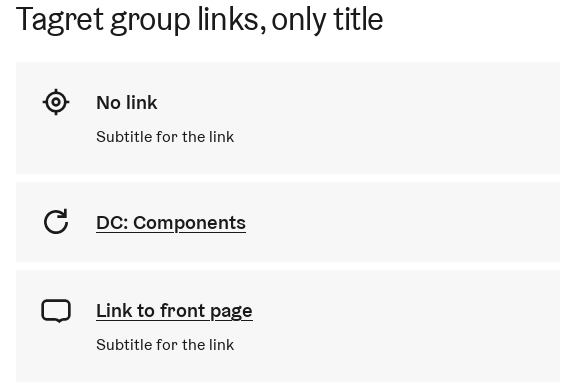 Tagret group links, only title
No link
Subtitle for the link
DC: Components
Link to front page
Subtitle for the link